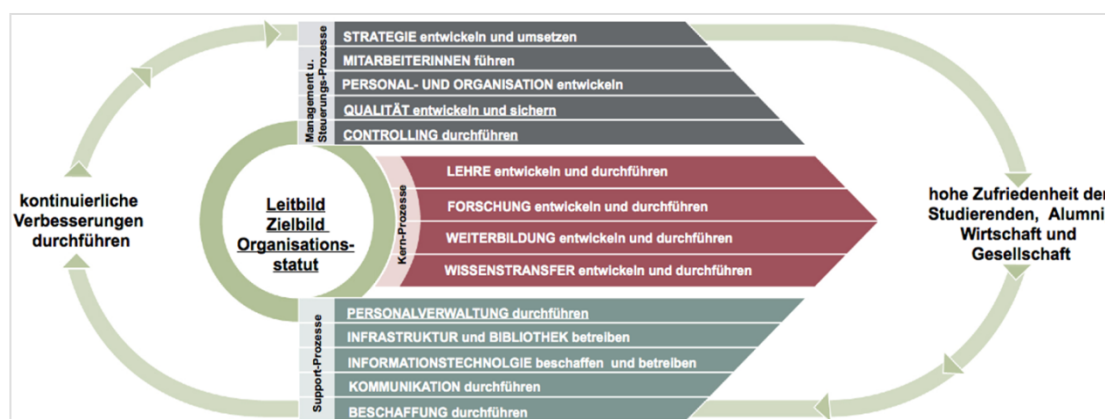 Management u.
Steuerungs-Prozesse
STRATEGIE entwickeln und umsetzen
MITARBEITERINNEN führen
PERSONAL- UND ORGANISATION entwickeln
QUALITÄT entwickeln und sichern
CONTROLLING durchführen
kontinuierliche
Verbesserungen
durchführen
Leitbild
Zielbild
Organisations-
statut
Kern-Prozesse
LEHRE entwickeln und durchführen
FORSCHUNG entwickeln und durchführen
WEITERBILDUNG entwickeln und durchführen
WISSENSTRANSFER entwickeln und durchführen
hohe Zufriedenheit der
Studierenden, Alumni
Wirtschaft und
Gesellschaft
Support-Prozesse
PERSONALVERWALTUNG durchführen
INFRASTRUKTUR und BIBLIOTHEK betreiben
INFORMATIONSTECHNOLGIE beschaffen und betreiben
KOMMUNIKATION durchführen
BESCHAFFUNG durchführen